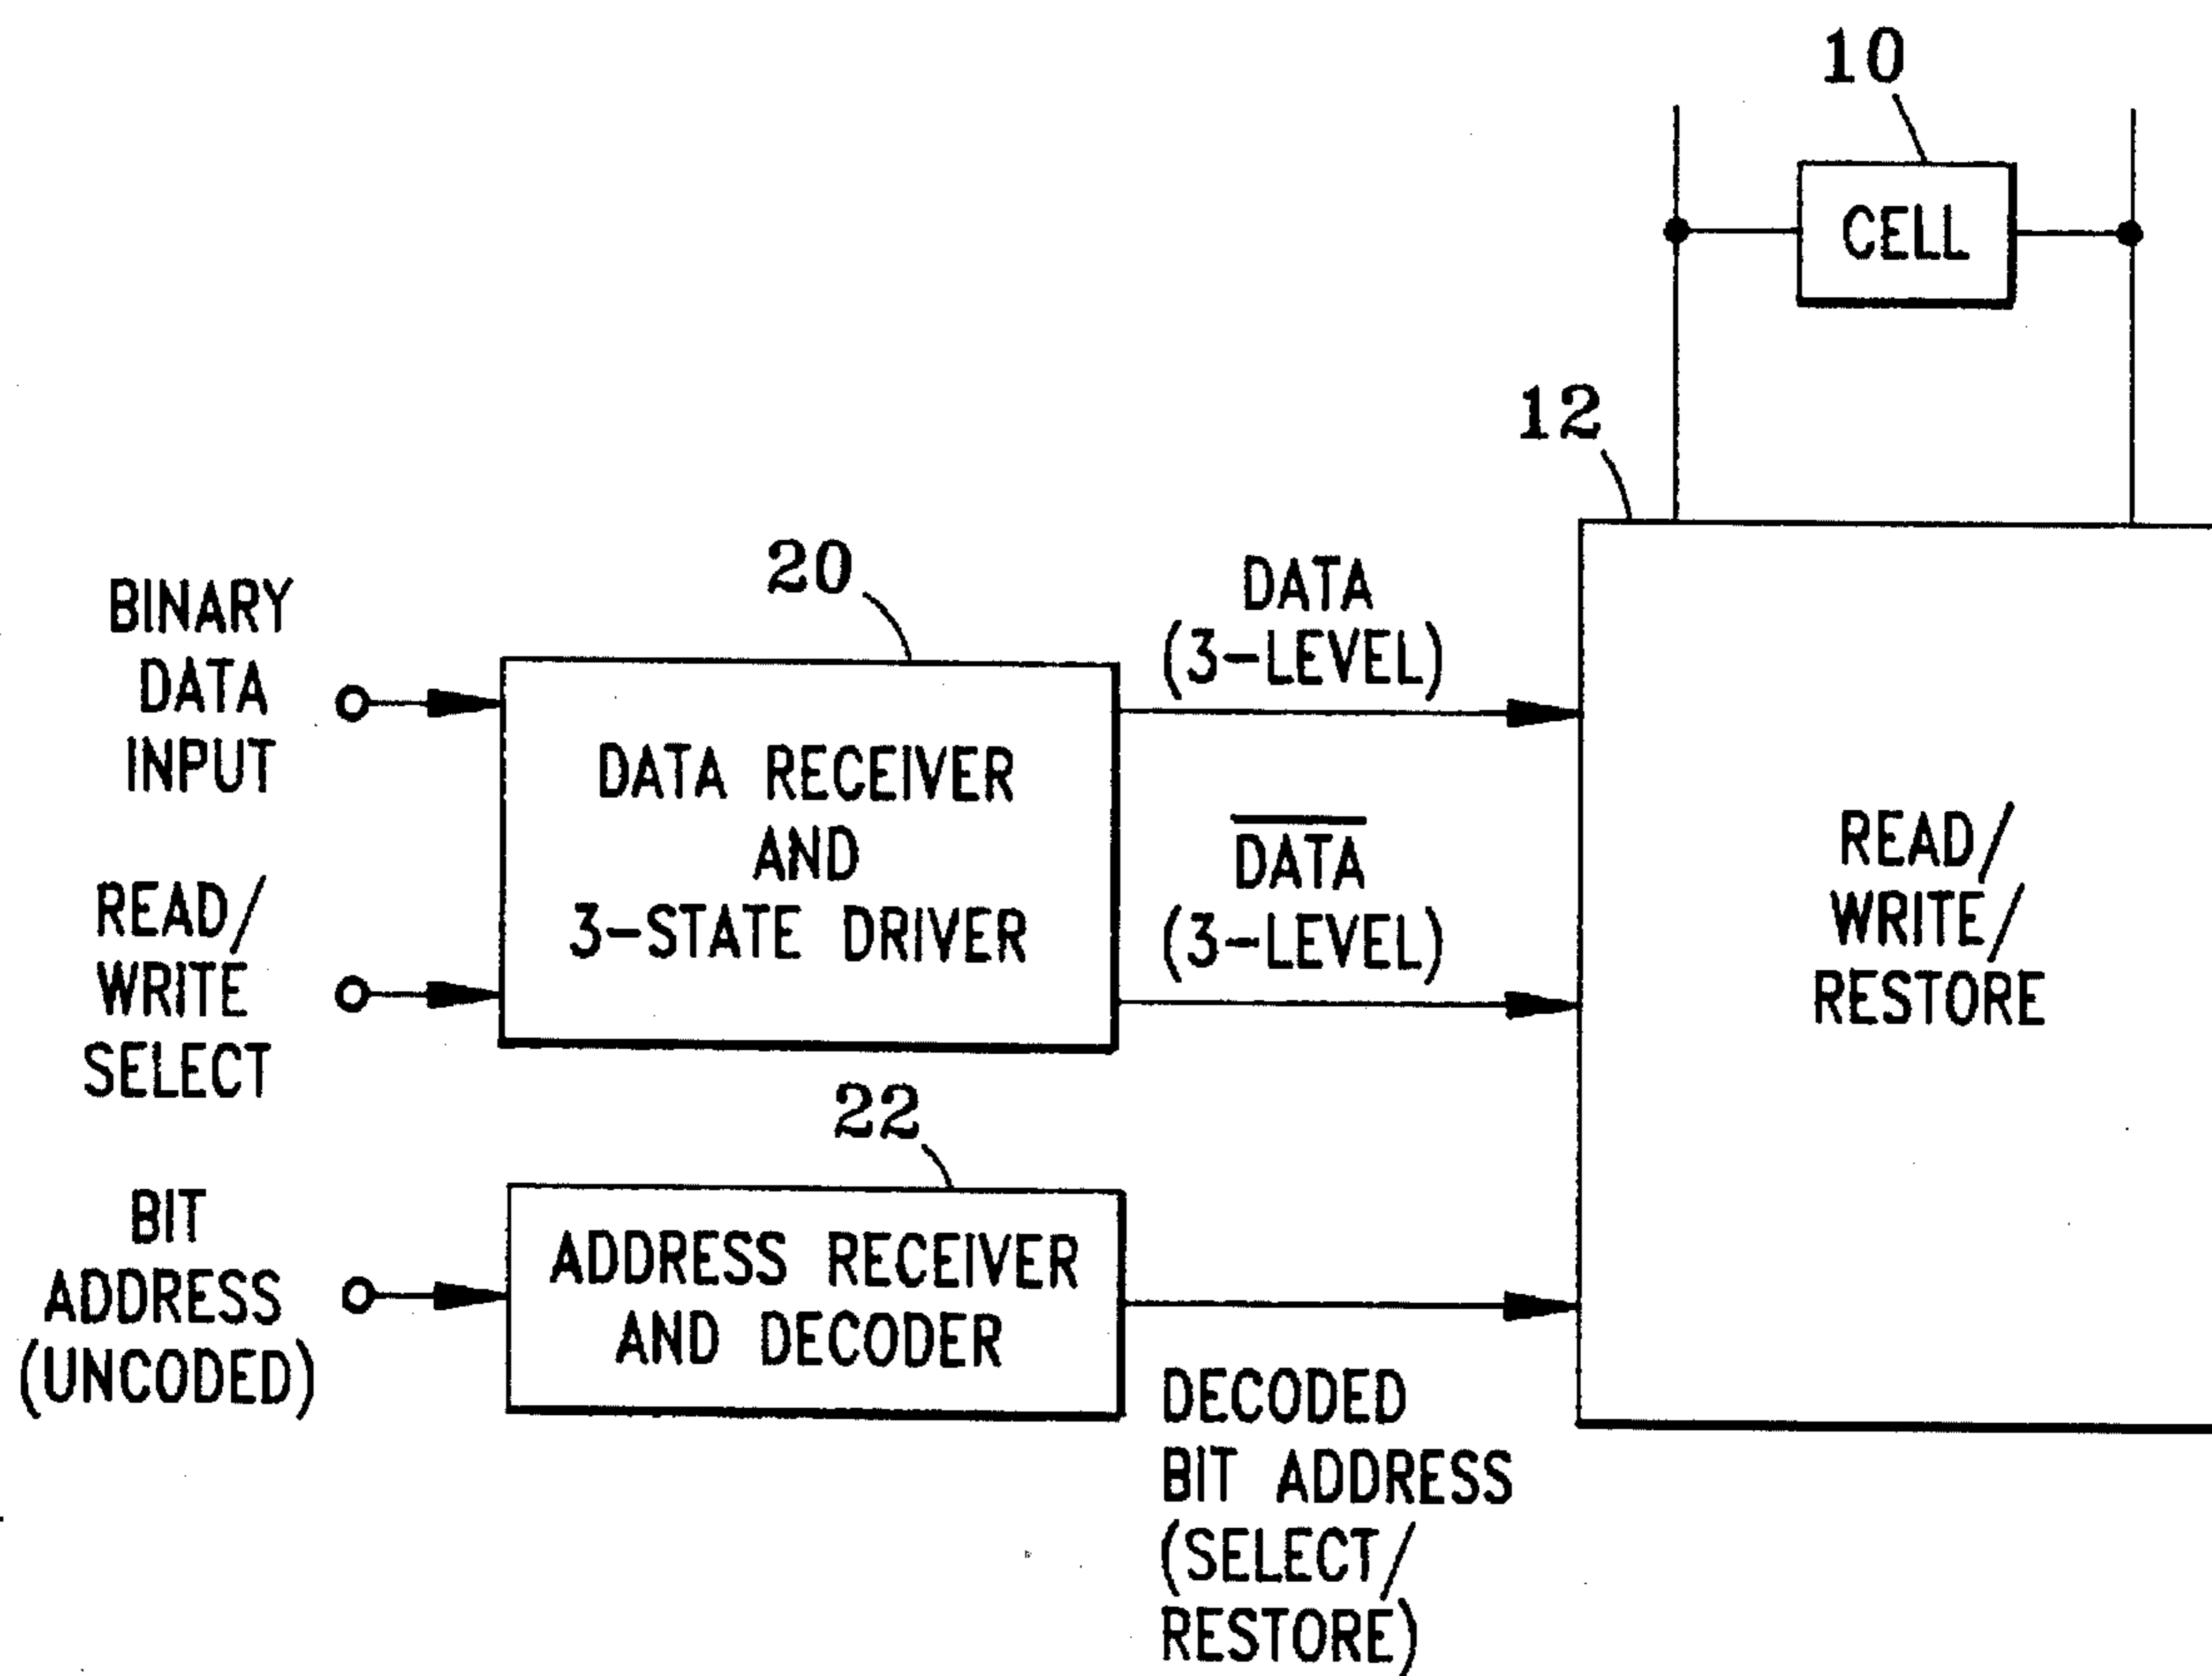 10
CELL
12
20
BINARY
DATA
INPUT
READ/
WRITE
SELECT
DATA RECEIVER
AND
3-STATE DRIVER
DATA
(3-LEVEL)
D̅A̅T̅A̅
(3-LEVEL)
READ/
WRITE/
RESTORE
22
BIT
ADDRESS
(UNCODED)
ADDRESS RECEIVER
AND DECODER
DECODED
BIT ADDRESS
(SELECT/
RESTORE)